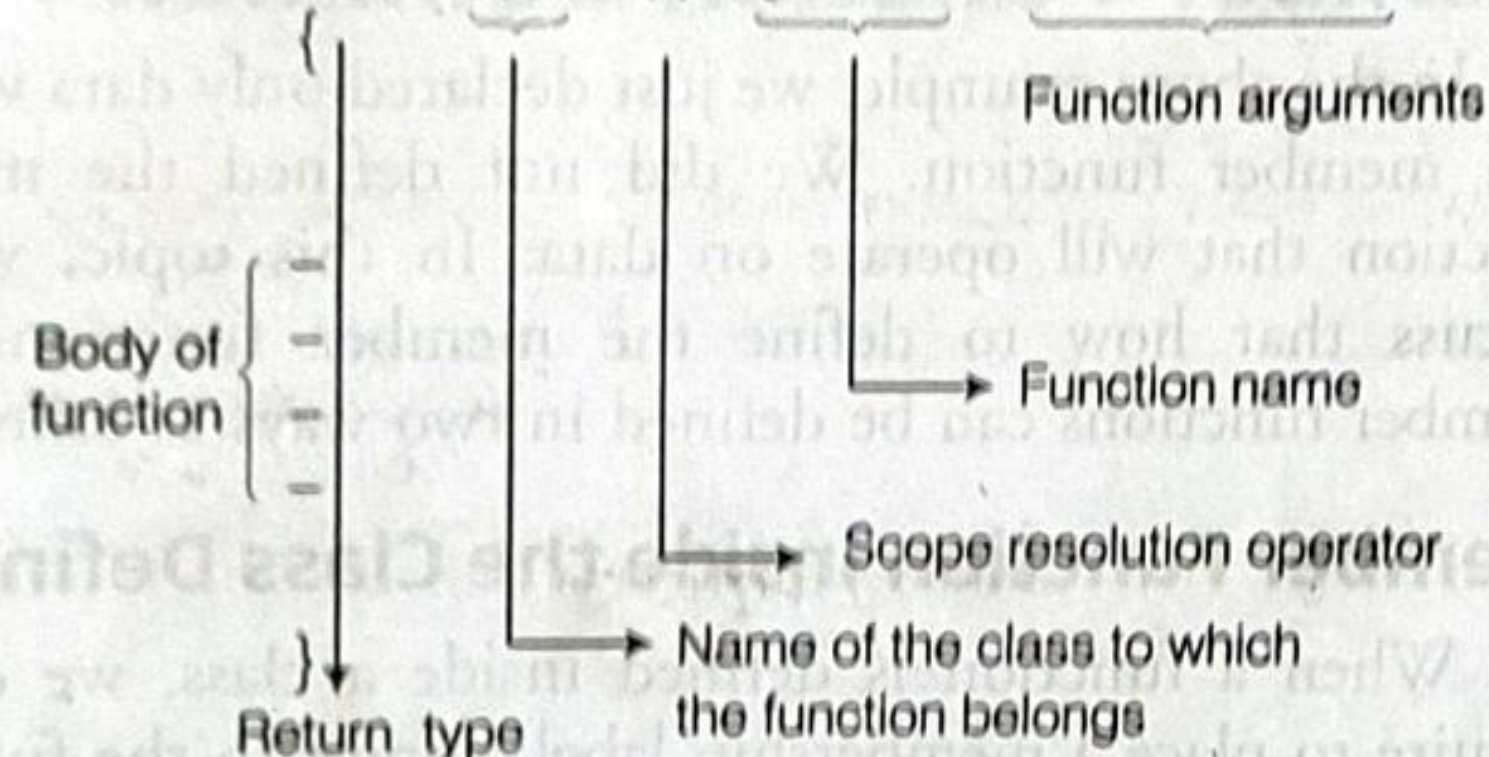 {
Function arguments
Body of
function
Function name
Scope resolution operator
}
Name of the class to which
the function belongs
Return type